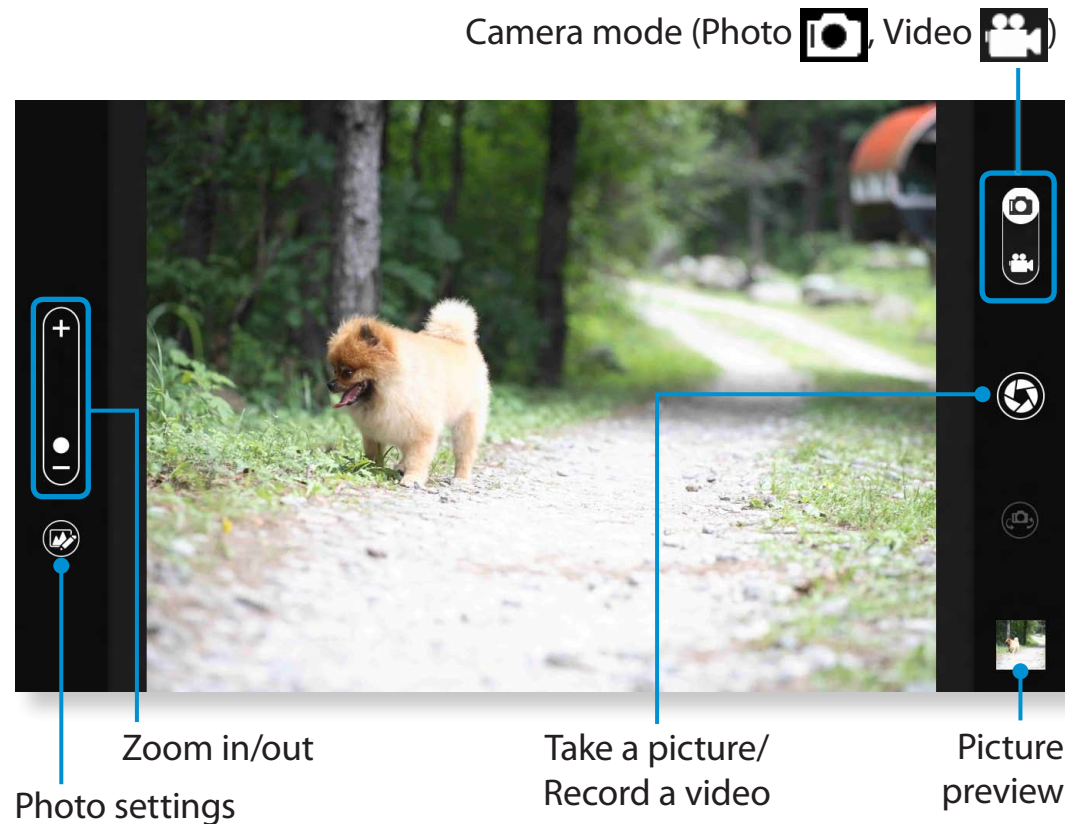 Camera mode (Photo , Video )
Zoom in/out
Photo settings
Take a picture/
Record a video
Picture
preview